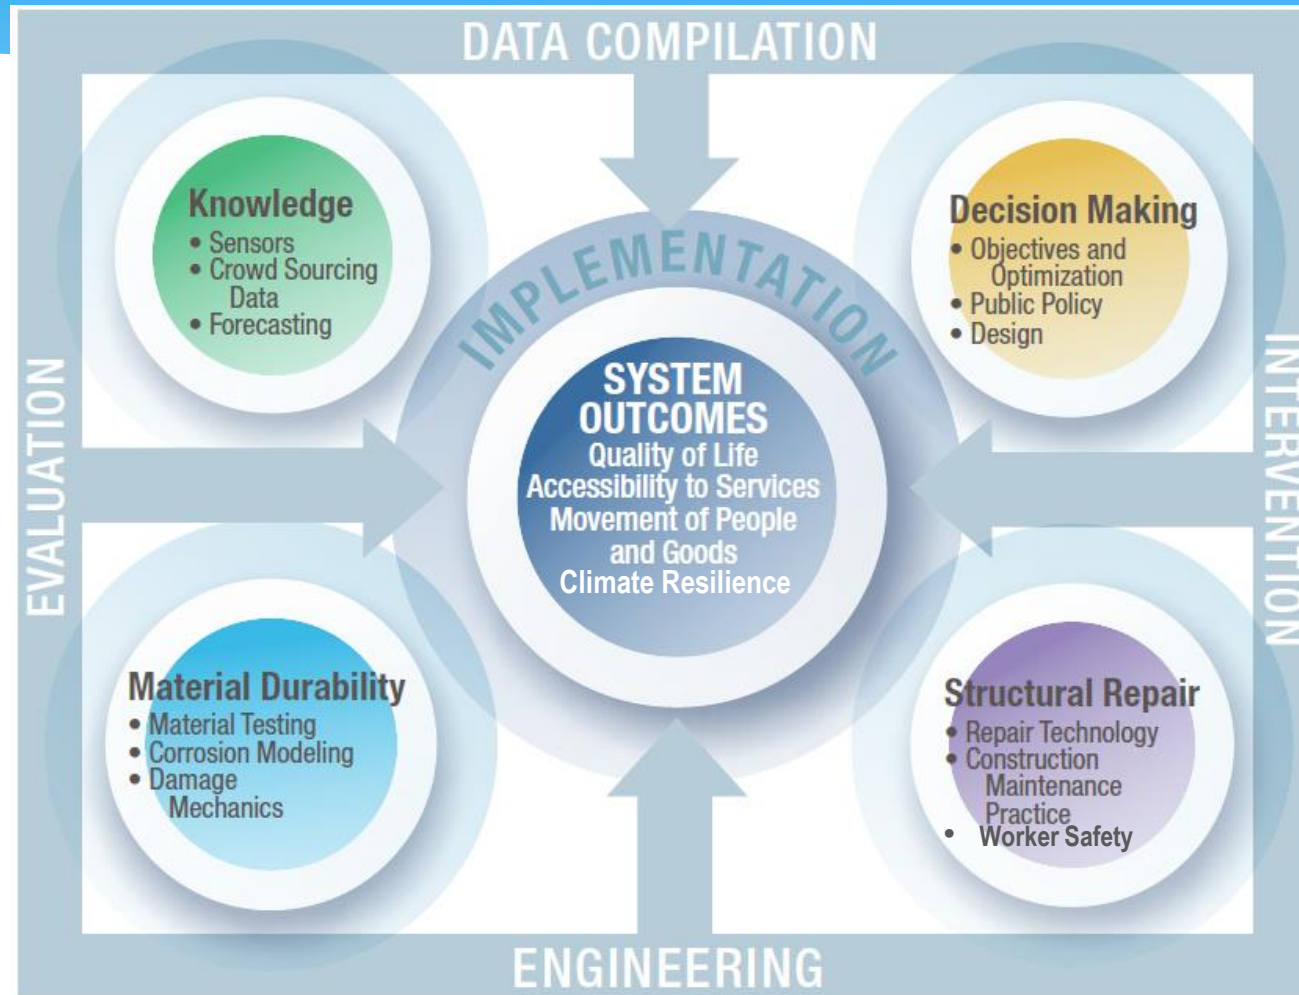 DATA COMPILATION
Knowledge
• Sensors
• Crowd Sourcing
Data
• Forecasting
Decision Making
• Objectives and
Optimization
• Public Policy
• Design
IMPLEMENTATION
SYSTEM
OUTCOMES
Quality of Life
Accessibility to Services
Movement of People
and Goods
Climate Resilience
EVALUATION
INTERVENTION
Material Durability
• Material Testing
• Corrosion Modeling
• Damage
Mechanics
Structural Repair
• Repair Technology
• Construction
Maintenance
Practice
• Worker Safety
ENGINEERING